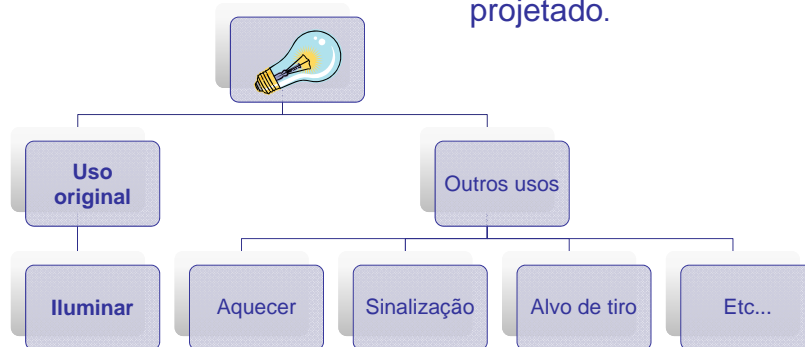 projetado.
Uso
original
Outros usos
Iluminar
Aquecer
Sinalização
Alvo de tiro
Etc...